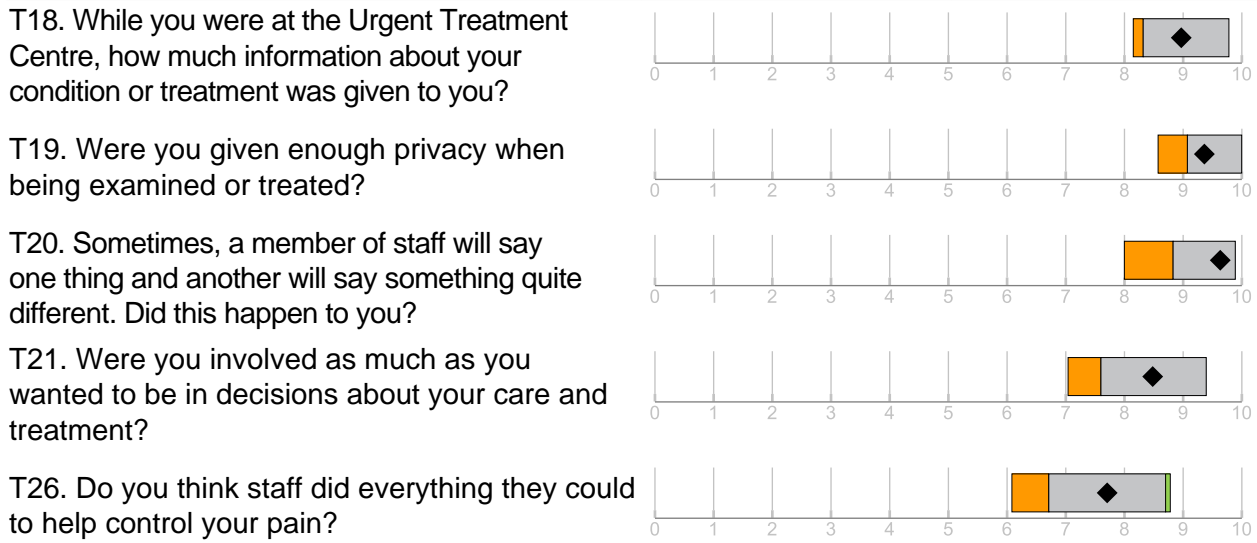 T18. While you were at the Urgent Treatment
Centre, how much information about your
condition or treatment was given to you?
0 1 2 3 4 5 6 7 8 9 10
T19. Were you given enough privacy when
being examined or treated?
0 1 2 3 4 5 6 7 8 9 10
T20. Sometimes, a member of staff will say
one thing and another will say something quite
different. Did this happen to you?
0 1 2 3 4 5 6 7 8 9 10
T21. Were you involved as much as you
wanted to be in decisions about your care and
treatment?
0 1 2 3 4 5 6 7 8 9 10
T26. Do you think staff did everything they could
to help control your pain?
0 1 2 3 4 5 6 7 8 9 10